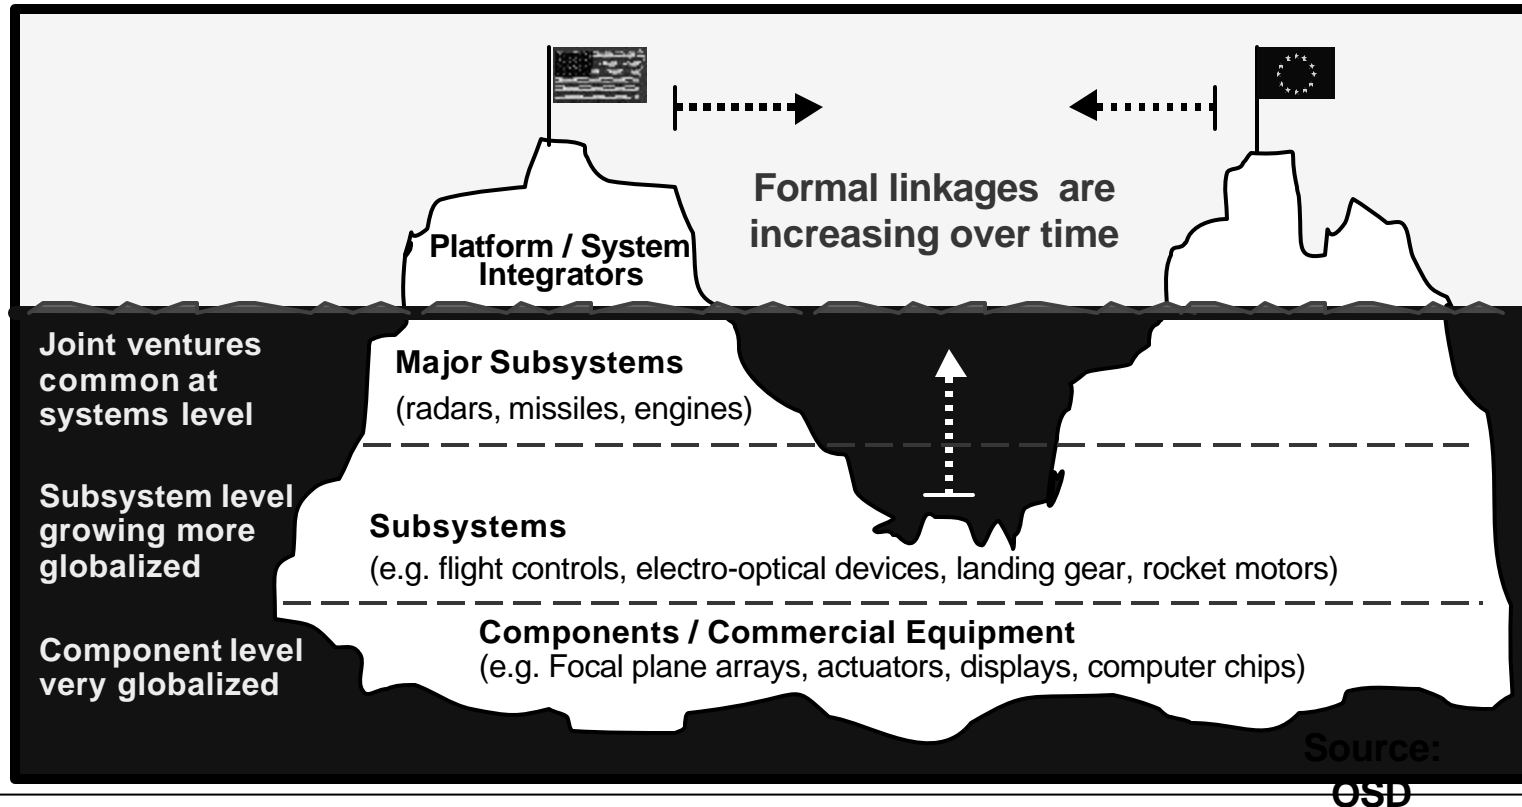 Formal linkages are
increasing over time
Platform / System
Integrators
Joint ventures
common at
systems level
Major Subsystems
(radars, missiles, engines)
Subsystem level
growing more
globalized
Subsystems
(e.g. flight controls, electro-optical devices, landing gear, rocket motors)
Component level
very globalized
Components / Commercial Equipment
(e.g. Focal plane arrays, actuators, displays, computer chips)
Source:
OSD